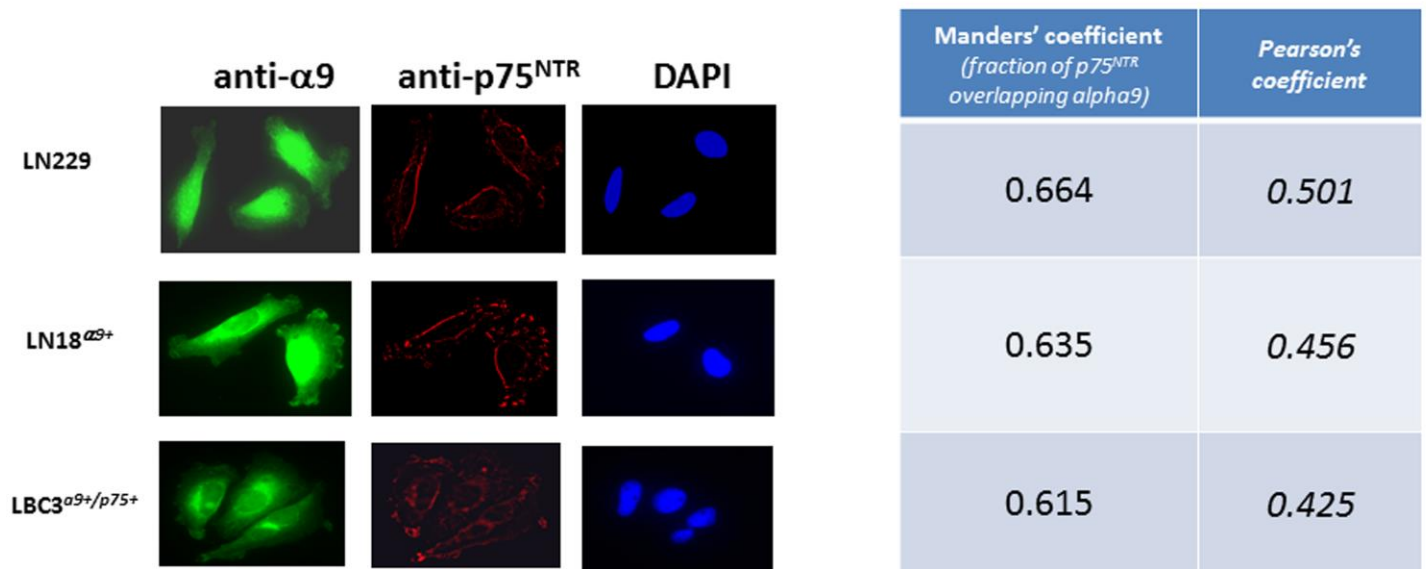 anti-α9 anti-p75NTR DAPI
LN229
LN18α9+
LBC3a9+/p75+
Manders’ coefficient
(fraction of p75NTR
overlapping alpha9)
Pearson’s
coefficient
0.664 0.501
0.635 0.456
0.615 0.425